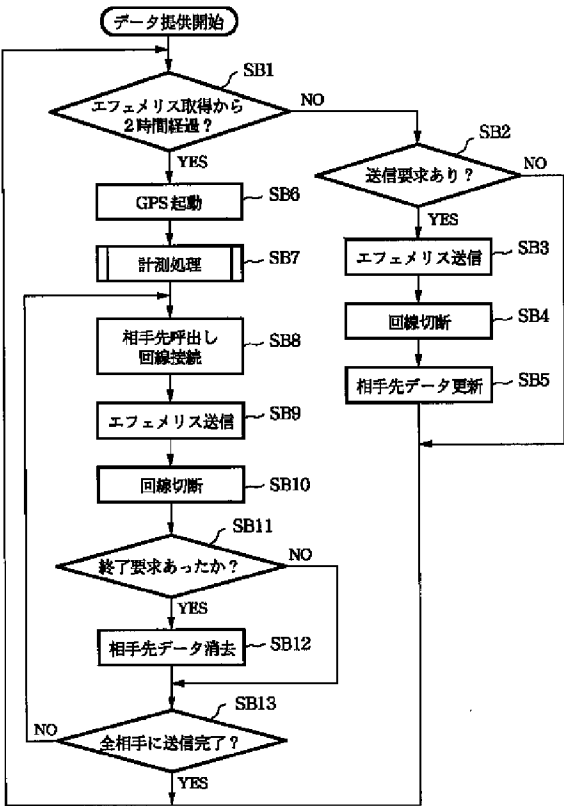 データ提供開始
SB1
エフェメリス取得から
2時間経過?
NO
YES
SB2
送信要求あり?
NO
YES
SB6
GPS起動
SB3
エフェメリス送信
SB7
計測処理
SB4
回線切断
SB8
相手先呼出し
回線接続
SB5
相手先データ更新
SB9
エフェメリス送信
SB10
回線切断
SB11
終了要求あったか?
NO
YES
SB12
相手先データ消去
SB13
全相手に送信完了?
NO
YES